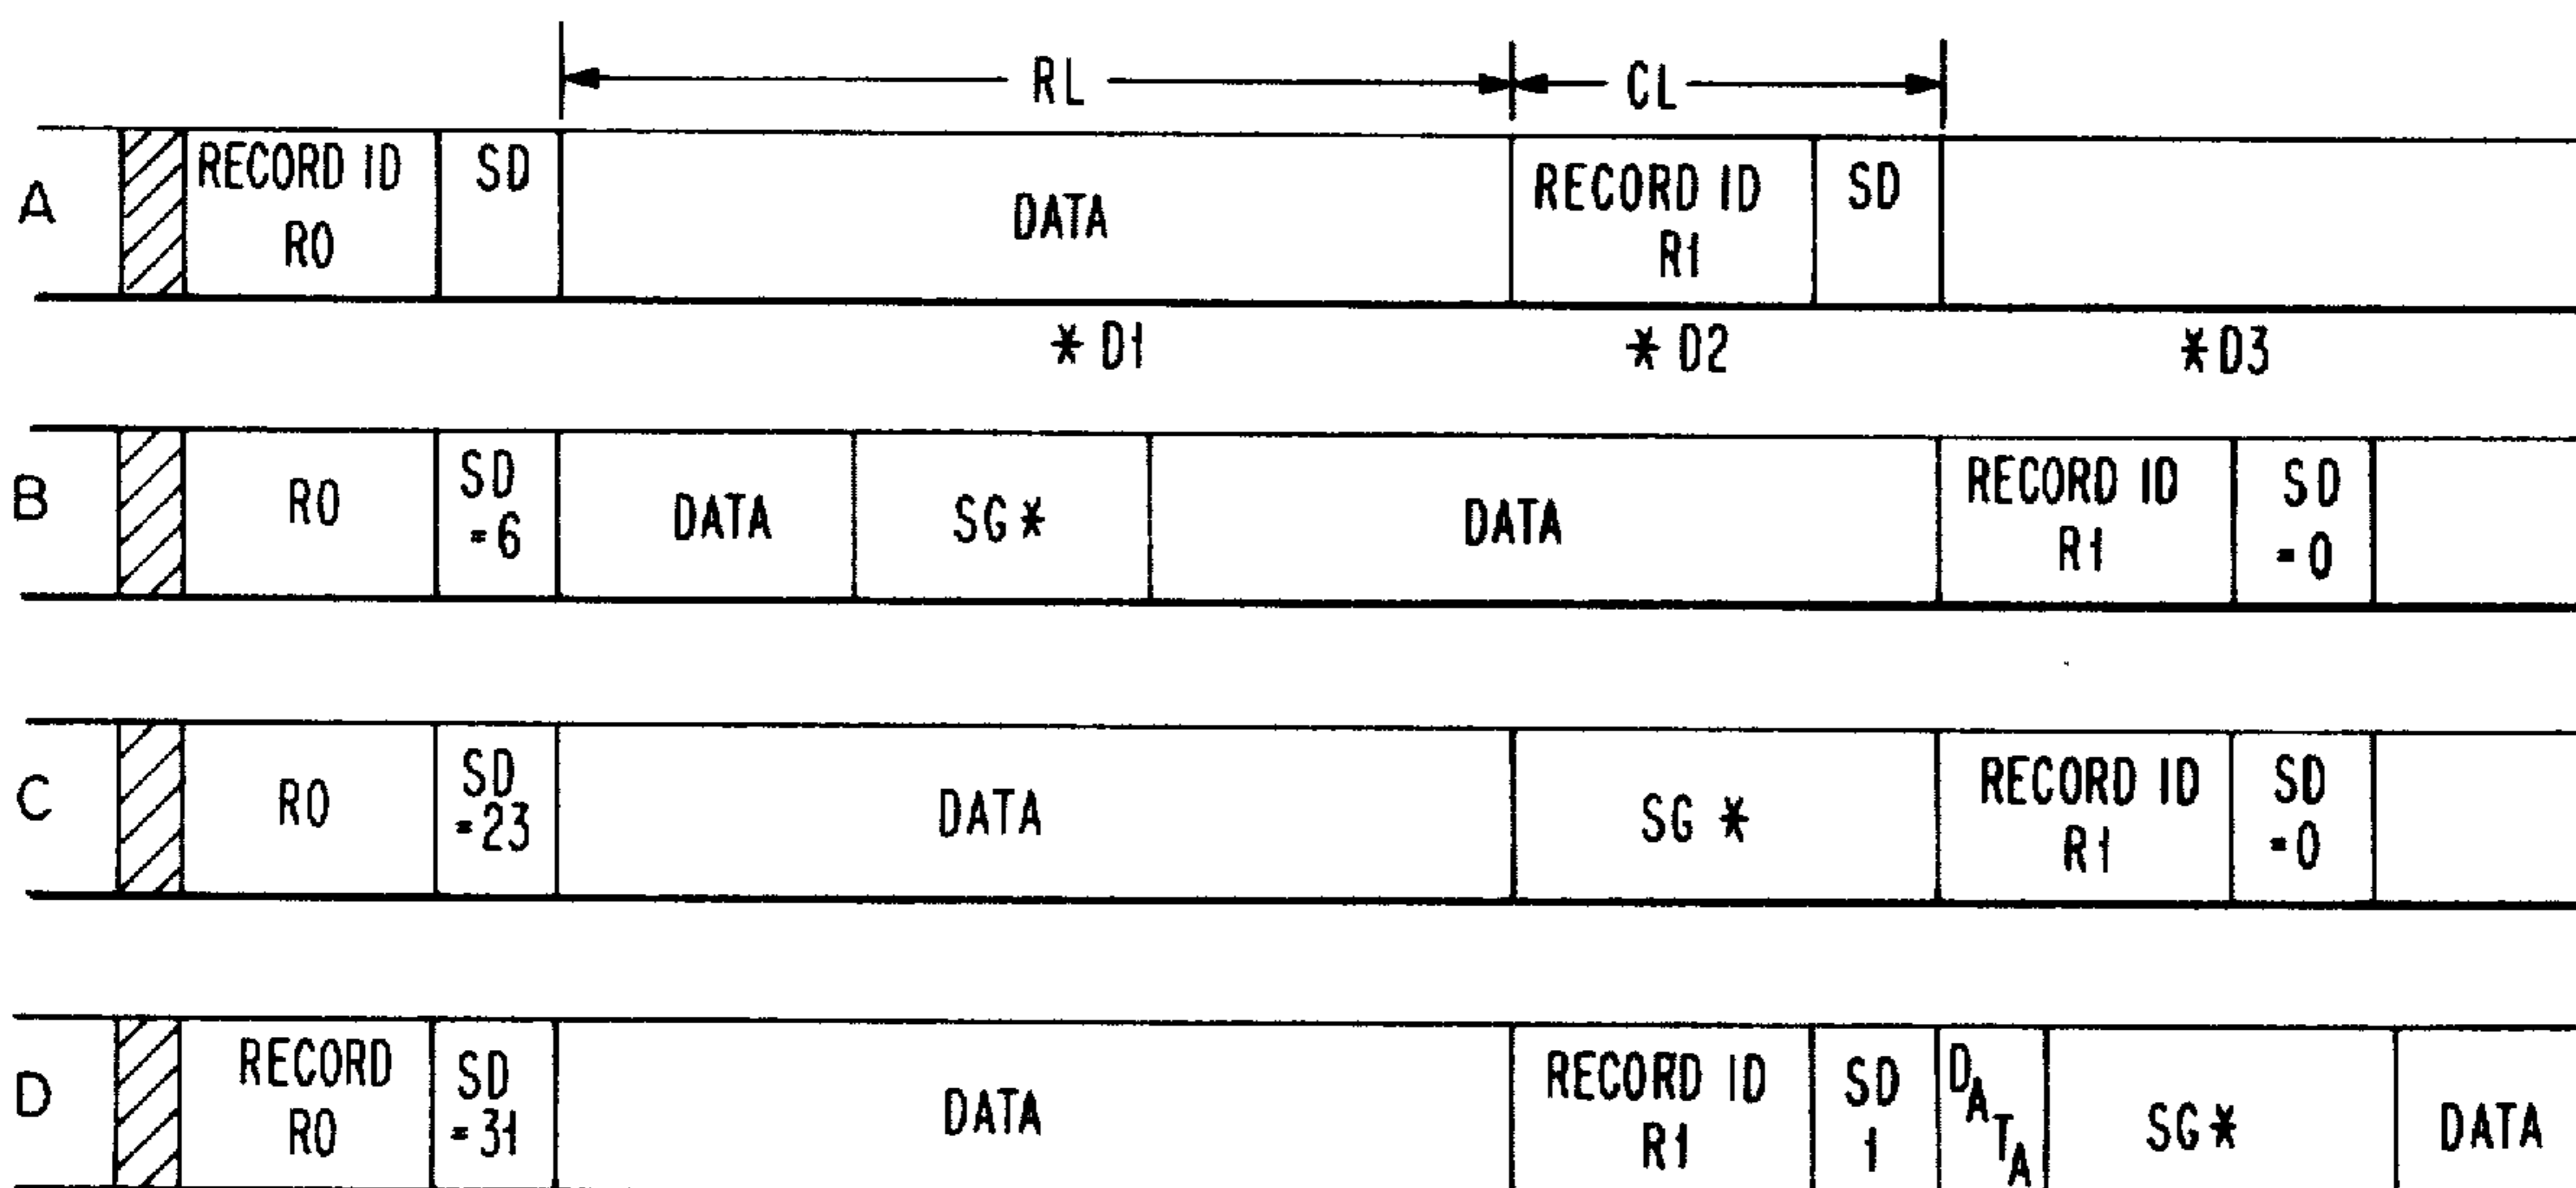 RL CL
A RECORD ID R0 SD DATA RECORD ID R1 SD
*D1 *D2 *D3
B R0 SD =6 DATA SG* DATA RECORD ID R1 SD =0
C R0 SD =23 DATA SG* RECORD ID R1 SD =0
D RECORD R0 SD =31 DATA RECORD ID R1 SD 1 DATA SG* DATA